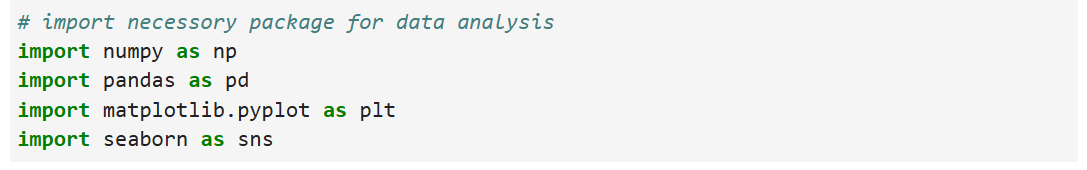 # import necessory package for data analysis
import numpy as np
import pandas as pd
import matplotlib.pyplot as plt
import seaborn as sns